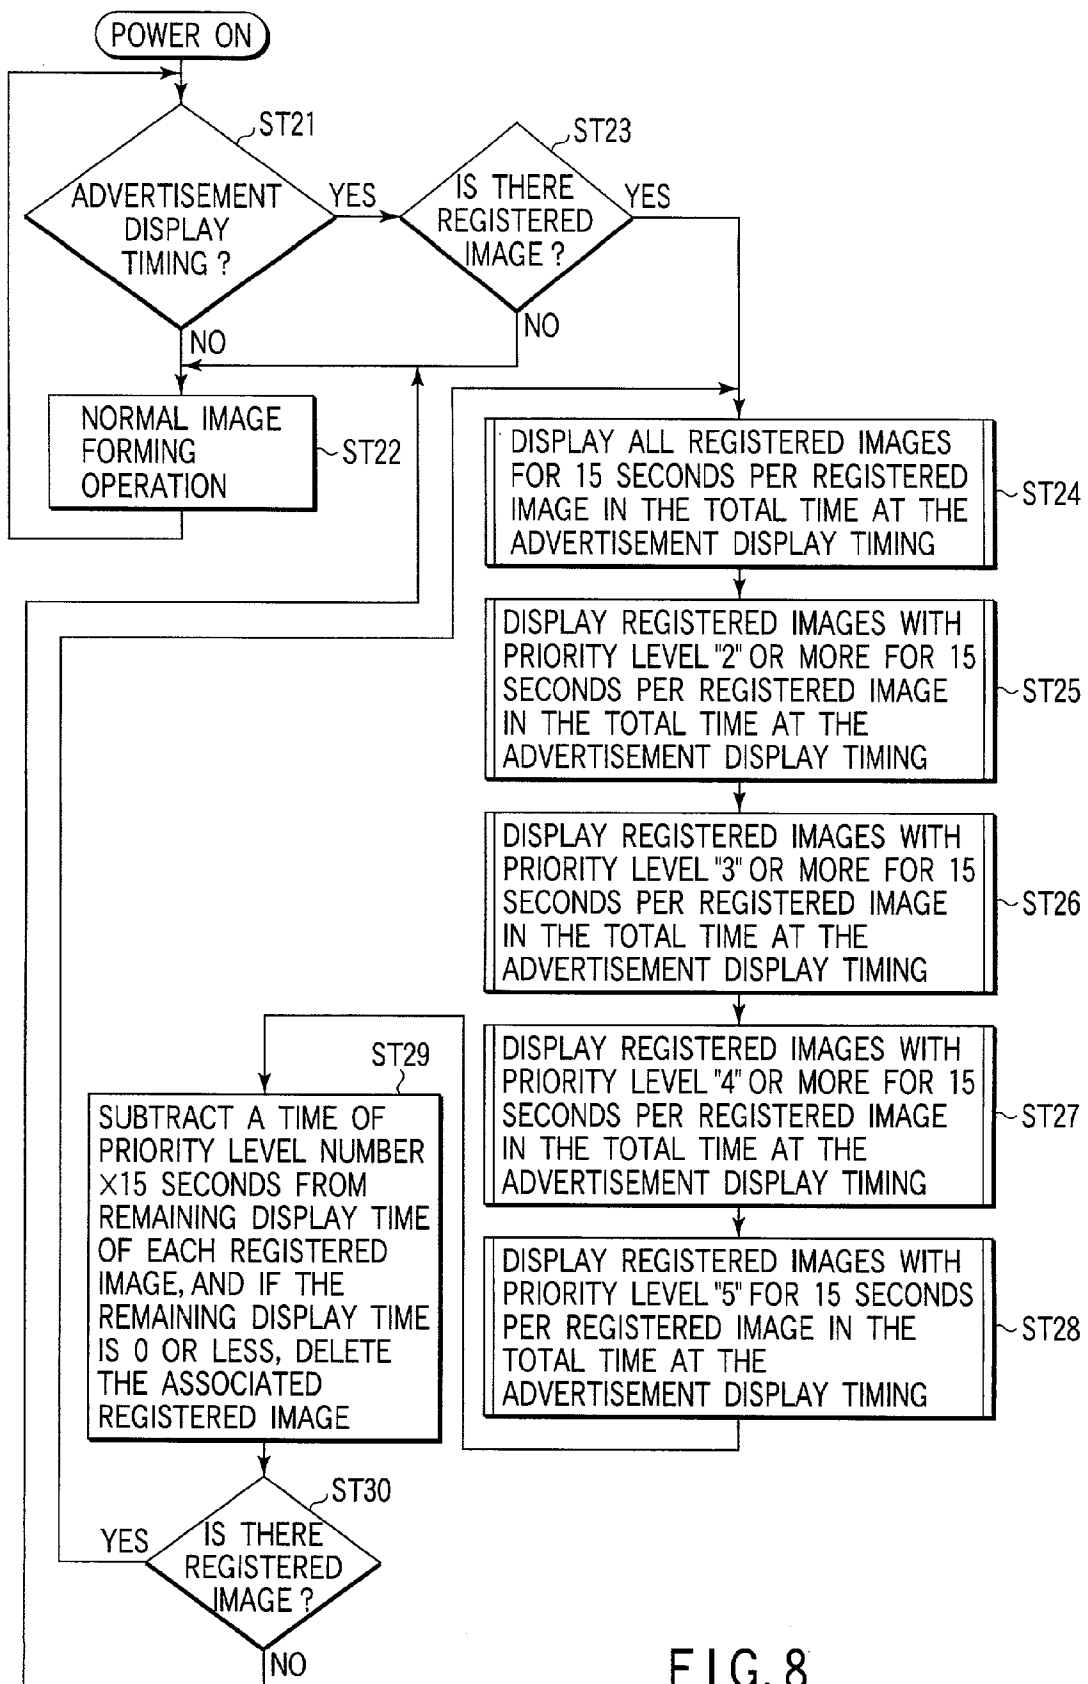 POWER ON
ST21
ADVERTISEMENT
DISPLAY
TIMING ?
YES
NO
ST23
IS THERE
REGISTERED
IMAGE ?
YES
NO
NORMAL IMAGE
FORMING
OPERATION
ST22
DISPLAY ALL REGISTERED IMAGES
FOR 15 SECONDS PER REGISTERED
IMAGE IN THE TOTAL TIME AT THE
ADVERTISEMENT DISPLAY TIMING
ST24
DISPLAY REGISTERED IMAGES WITH
PRIORITY LEVEL "2" OR MORE FOR 15
SECONDS PER REGISTERED IMAGE
IN THE TOTAL TIME AT THE
ADVERTISEMENT DISPLAY TIMING
ST25
DISPLAY REGISTERED IMAGES WITH
PRIORITY LEVEL "3" OR MORE FOR 15
SECONDS PER REGISTERED IMAGE
IN THE TOTAL TIME AT THE
ADVERTISEMENT DISPLAY TIMING
ST26
DISPLAY REGISTERED IMAGES WITH
PRIORITY LEVEL "4" OR MORE FOR 15
SECONDS PER REGISTERED IMAGE
IN THE TOTAL TIME AT THE
ADVERTISEMENT DISPLAY TIMING
ST27
DISPLAY REGISTERED IMAGES WITH
PRIORITY LEVEL "5" FOR 15 SECONDS
PER REGISTERED IMAGE IN THE
TOTAL TIME AT THE
ADVERTISEMENT DISPLAY TIMING
ST28
ST29
SUBTRACT A TIME OF
PRIORITY LEVEL NUMBER
×15 SECONDS FROM
REMAINING DISPLAY TIME
OF EACH REGISTERED
IMAGE, AND IF THE
REMAINING DISPLAY TIME
IS 0 OR LESS, DELETE
THE ASSOCIATED
REGISTERED IMAGE
ST30
YES
IS THERE
REGISTERED
IMAGE ?
NO
FIG. 8